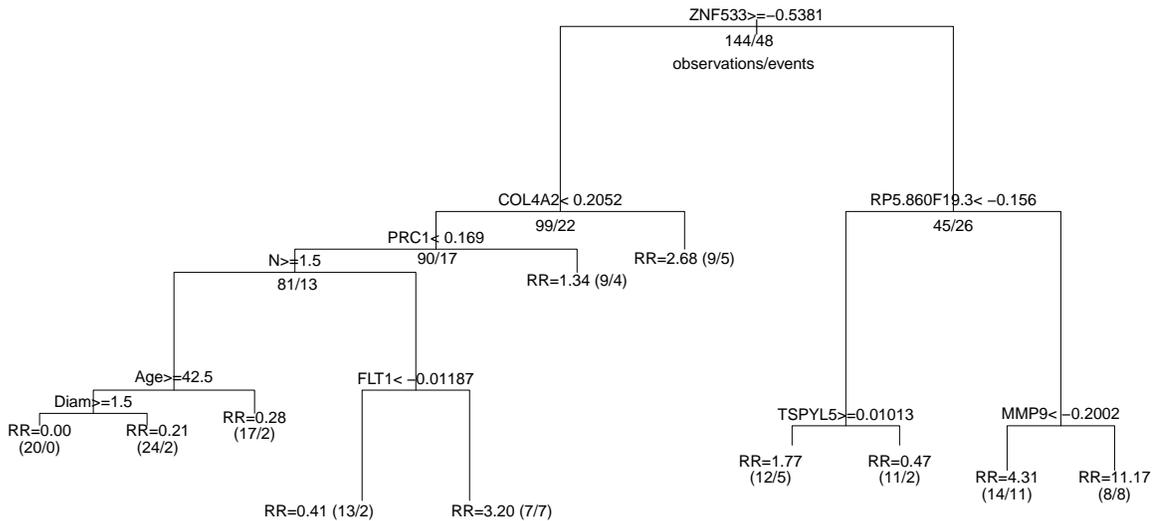 ZNF533>=−0.5381
144/48
observations/events
COL4A2< 0.2052
99/22
RP5.860F19.3< −0.156
45/26
PRC1< 0.169
90/17
RR=2.68 (9/5)
N>=1.5
81/13
RR=1.34 (9/4)
Age>=42.5
FLT1< −0.01187
Diam>=1.5
TSPYL5>=0.01013
MMP9< −0.2002
RR=0.00
(20/0)
RR=0.21
(24/2)
RR=0.28
(17/2)
RR=1.77
(12/5)
RR=0.47
(11/2)
RR=4.31
(14/11)
RR=11.17
(8/8)
RR=0.41 (13/2)
RR=3.20 (7/7)